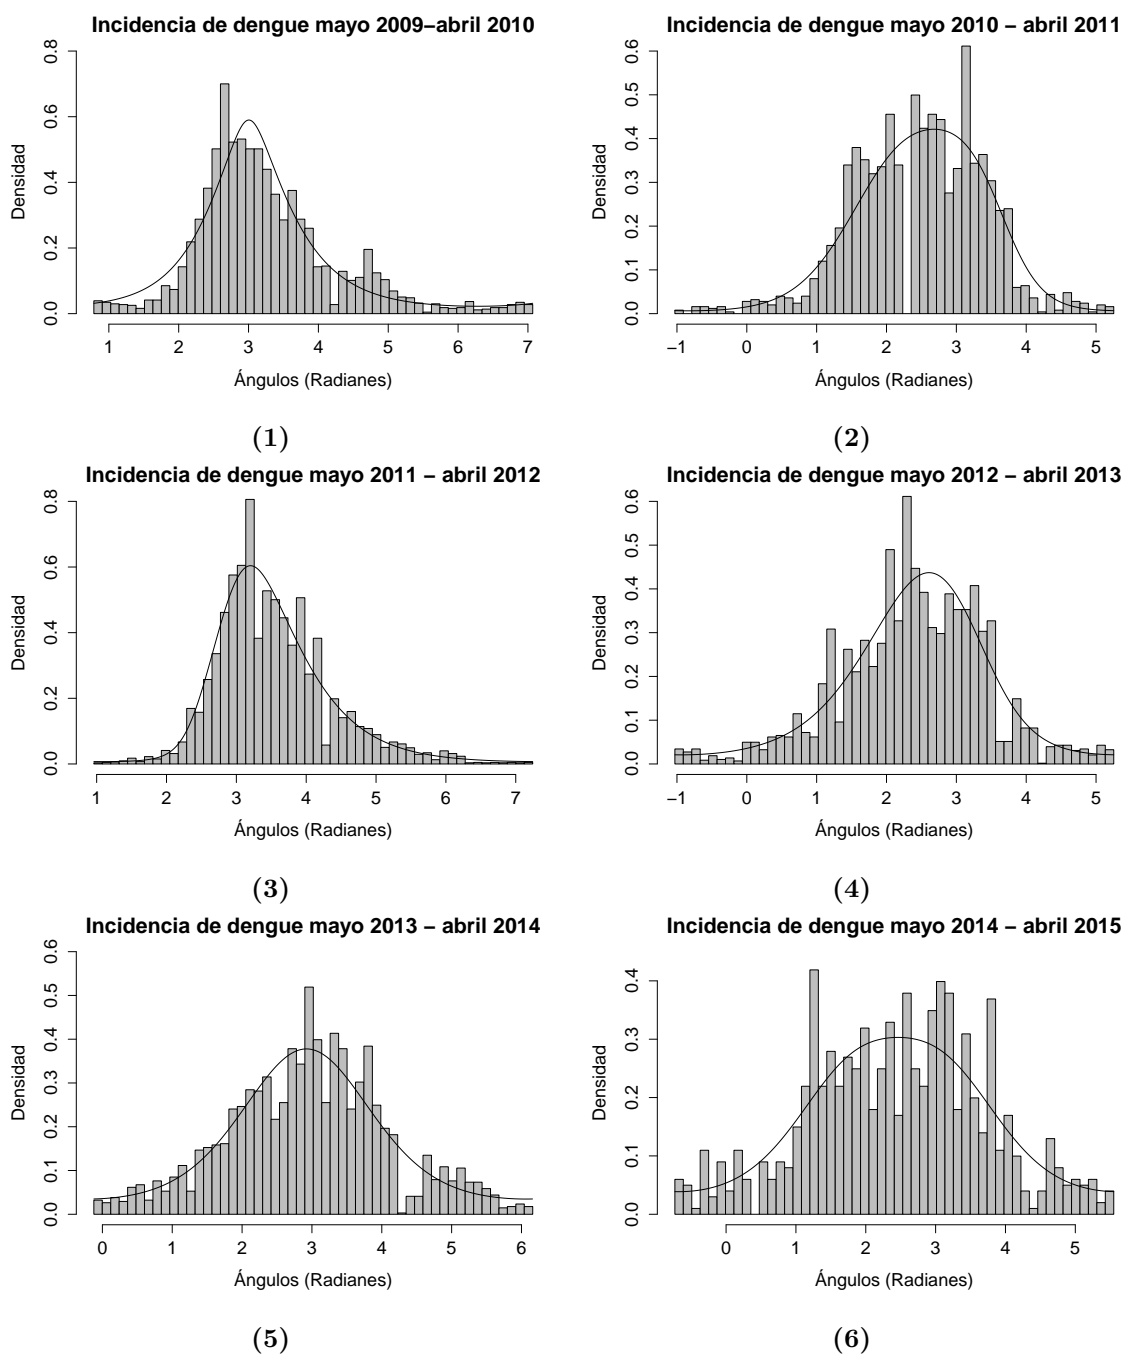 Incidencia de dengue mayo 2009−abril 2010
Densidad
0.0 0.2 0.4 0.6 0.8
1 2 3 4 5 6 7
Ángulos (Radianes)
(1)
Incidencia de dengue mayo 2010 − abril 2011
Densidad
0.0 0.1 0.2 0.3 0.4 0.5 0.6
−1 0 1 2 3 4 5
Ángulos (Radianes)
(2)
Incidencia de dengue mayo 2011 − abril 2012
Densidad
0.0 0.2 0.4 0.6 0.8
1 2 3 4 5 6 7
Ángulos (Radianes)
(3)
Incidencia de dengue mayo 2012 − abril 2013
Densidad
0.0 0.1 0.2 0.3 0.4 0.5 0.6
−1 0 1 2 3 4 5
Ángulos (Radianes)
(4)
Incidencia de dengue mayo 2013 − abril 2014
Densidad
0.0 0.1 0.2 0.3 0.4 0.5 0.6
0 1 2 3 4 5 6
Ángulos (Radianes)
(5)
Incidencia de dengue mayo 2014 − abril 2015
Densidad
0.0 0.1 0.2 0.3 0.4
0 1 2 3 4 5
Ángulos (Radianes)
(6)